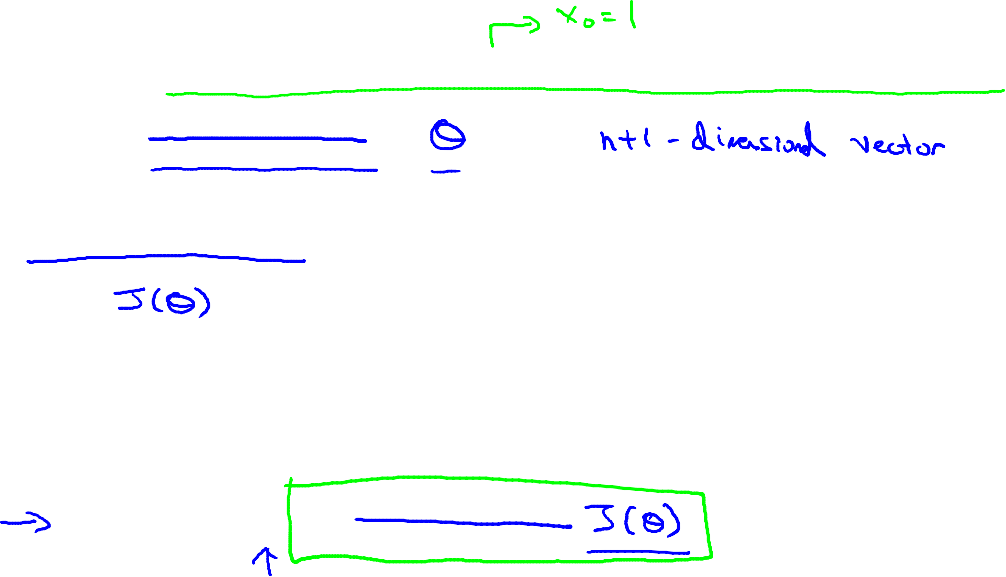 x₀ = 1
Θ n+1 - dimensional vector
J(Θ)
J(Θ)